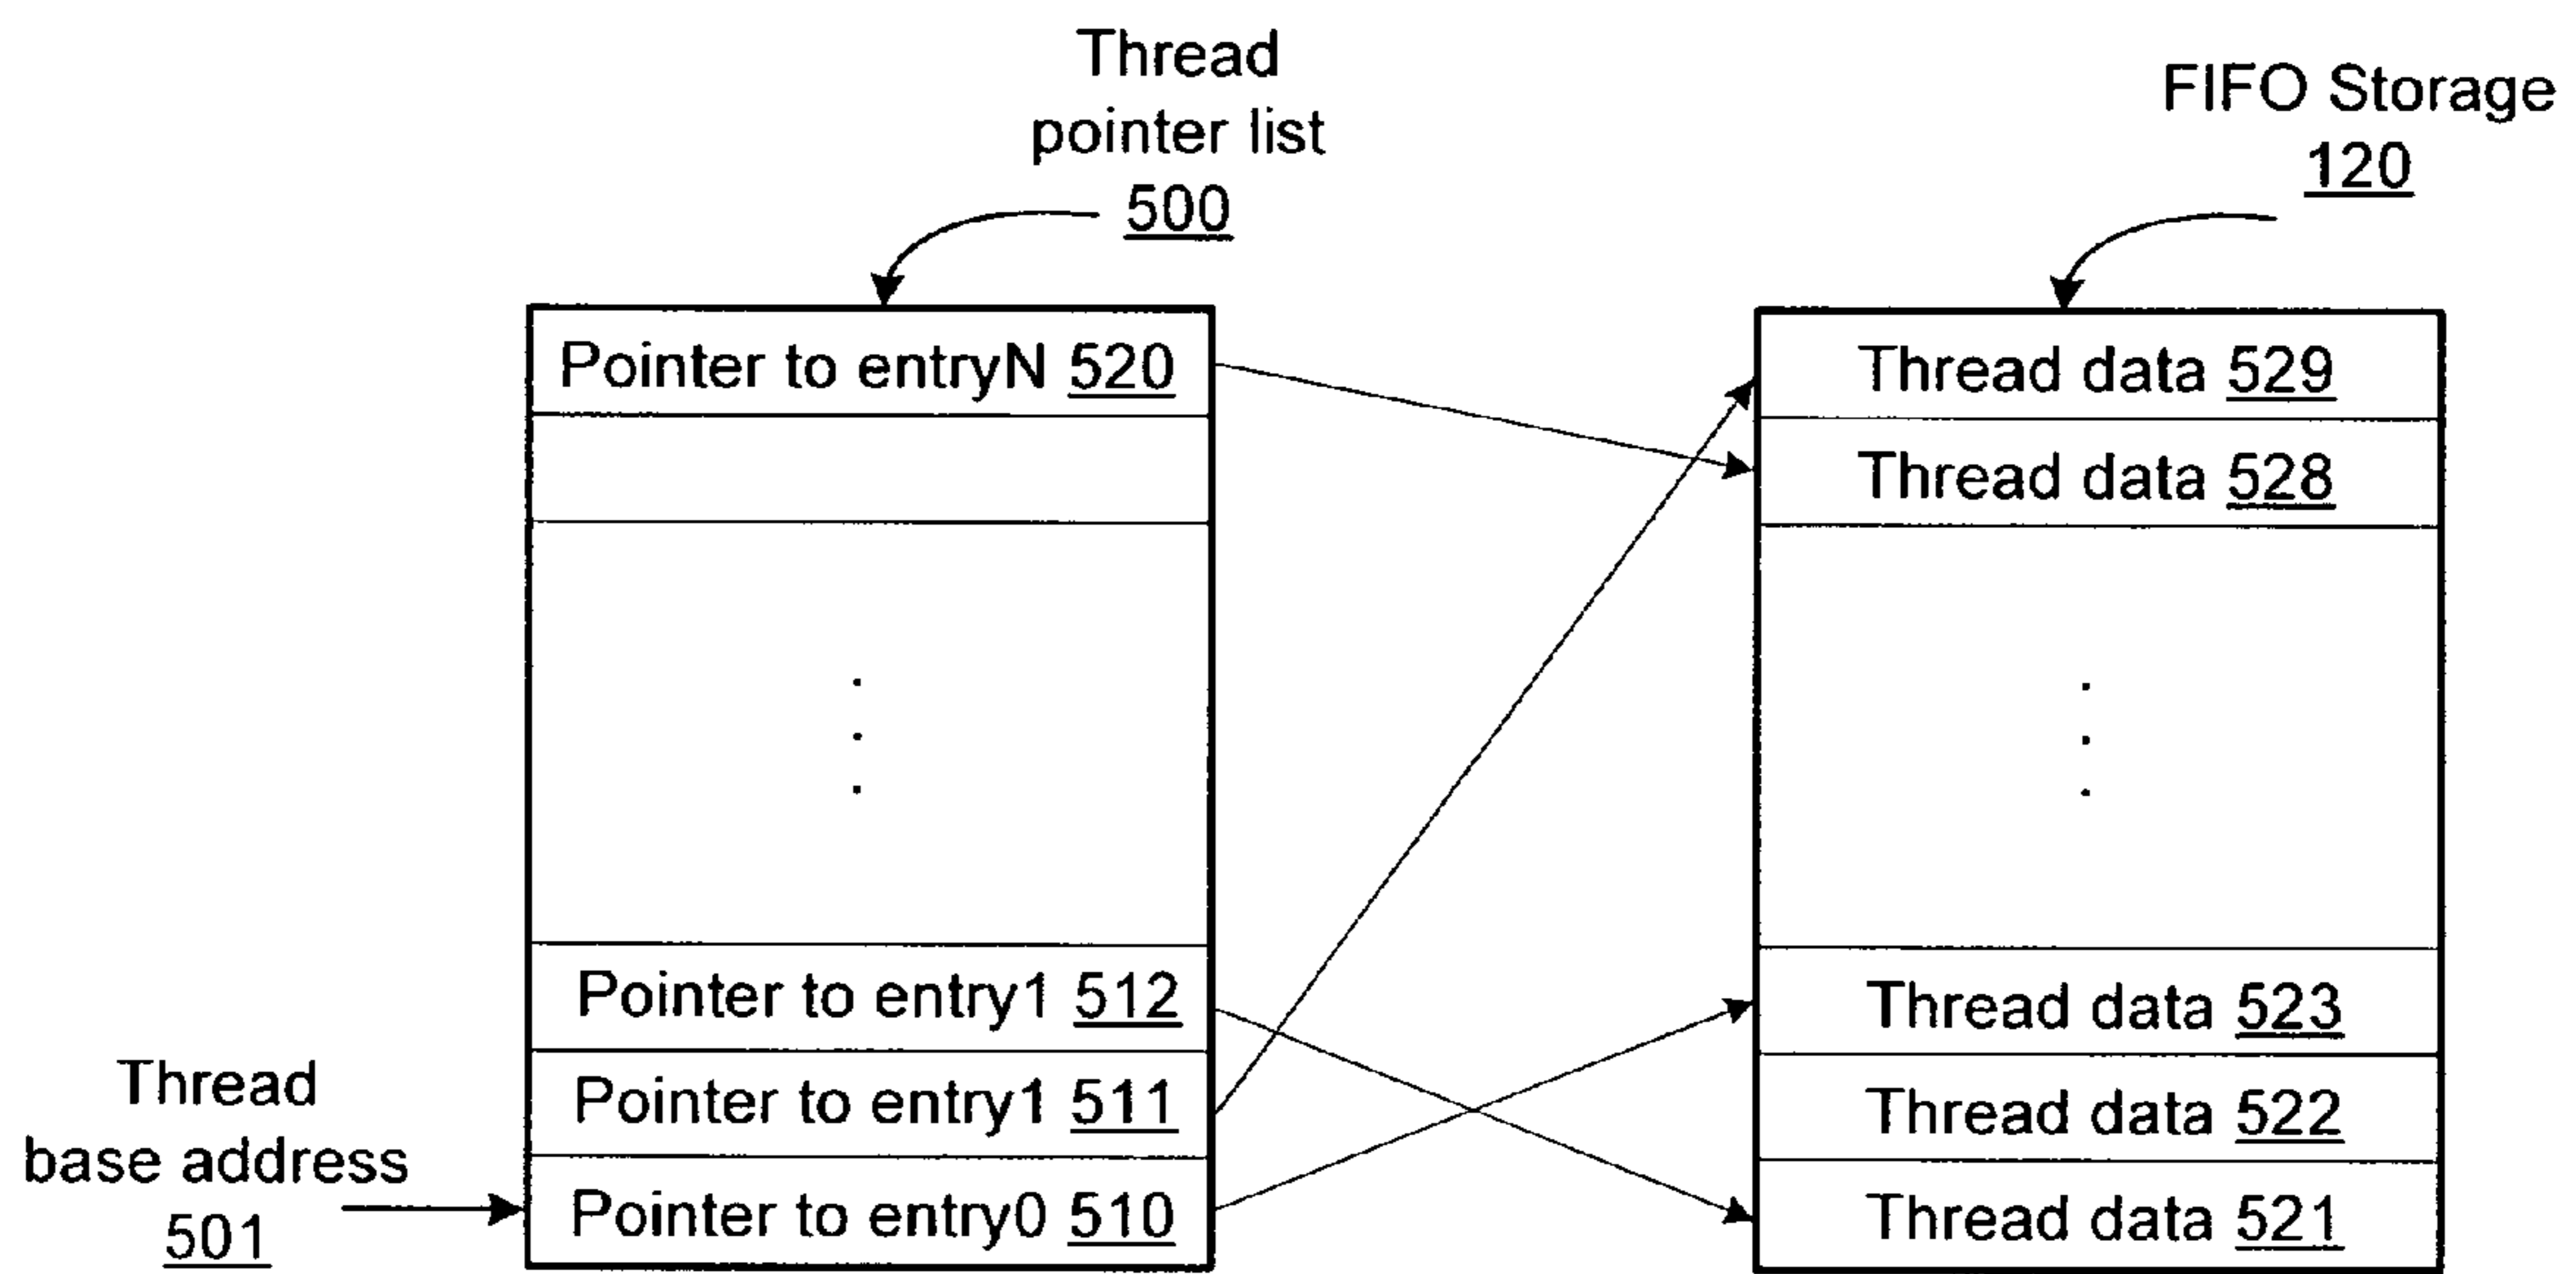 Thread
pointer list
500
FIFO Storage
120
Pointer to entryN 520
Thread data 529
Thread data 528
Pointer to entry1 512
Thread data 523
Pointer to entry1 511
Thread data 522
Thread
base address
501
Pointer to entry0 510
Thread data 521